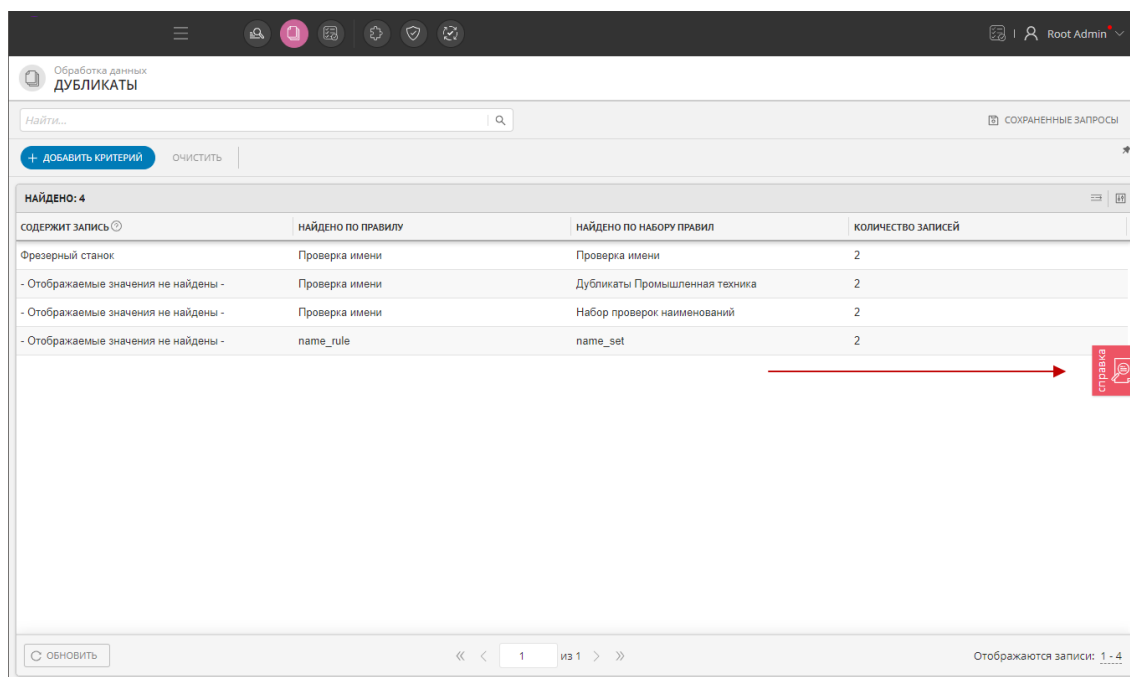 Root Admin
Обработка данных
ДУБЛИКАТЫ
Найти...
СОХРАНЕННЫЕ ЗАПРОСЫ
+ ДОБАВИТЬ КРИТЕРИЙ ОЧИСТИТЬ
НАЙДЕНО: 4
СОДЕРЖИТ ЗАПИСЬ ? НАЙДЕНО ПО ПРАВИЛУ НАЙДЕНО ПО НАБОРУ ПРАВИЛ КОЛИЧЕСТВО ЗАПИСЕЙ
Фрезерный станок Проверка имени Проверка имени 2
- Отображаемые значения не найдены - Проверка имени Дубликаты Промышленная техника 2
- Отображаемые значения не найдены - Проверка имени Набор проверок наименований 2
- Отображаемые значения не найдены - name_rule name_set 2
справка
ОБНОВИТЬ
1 из 1
Отображаются записи: 1 - 4